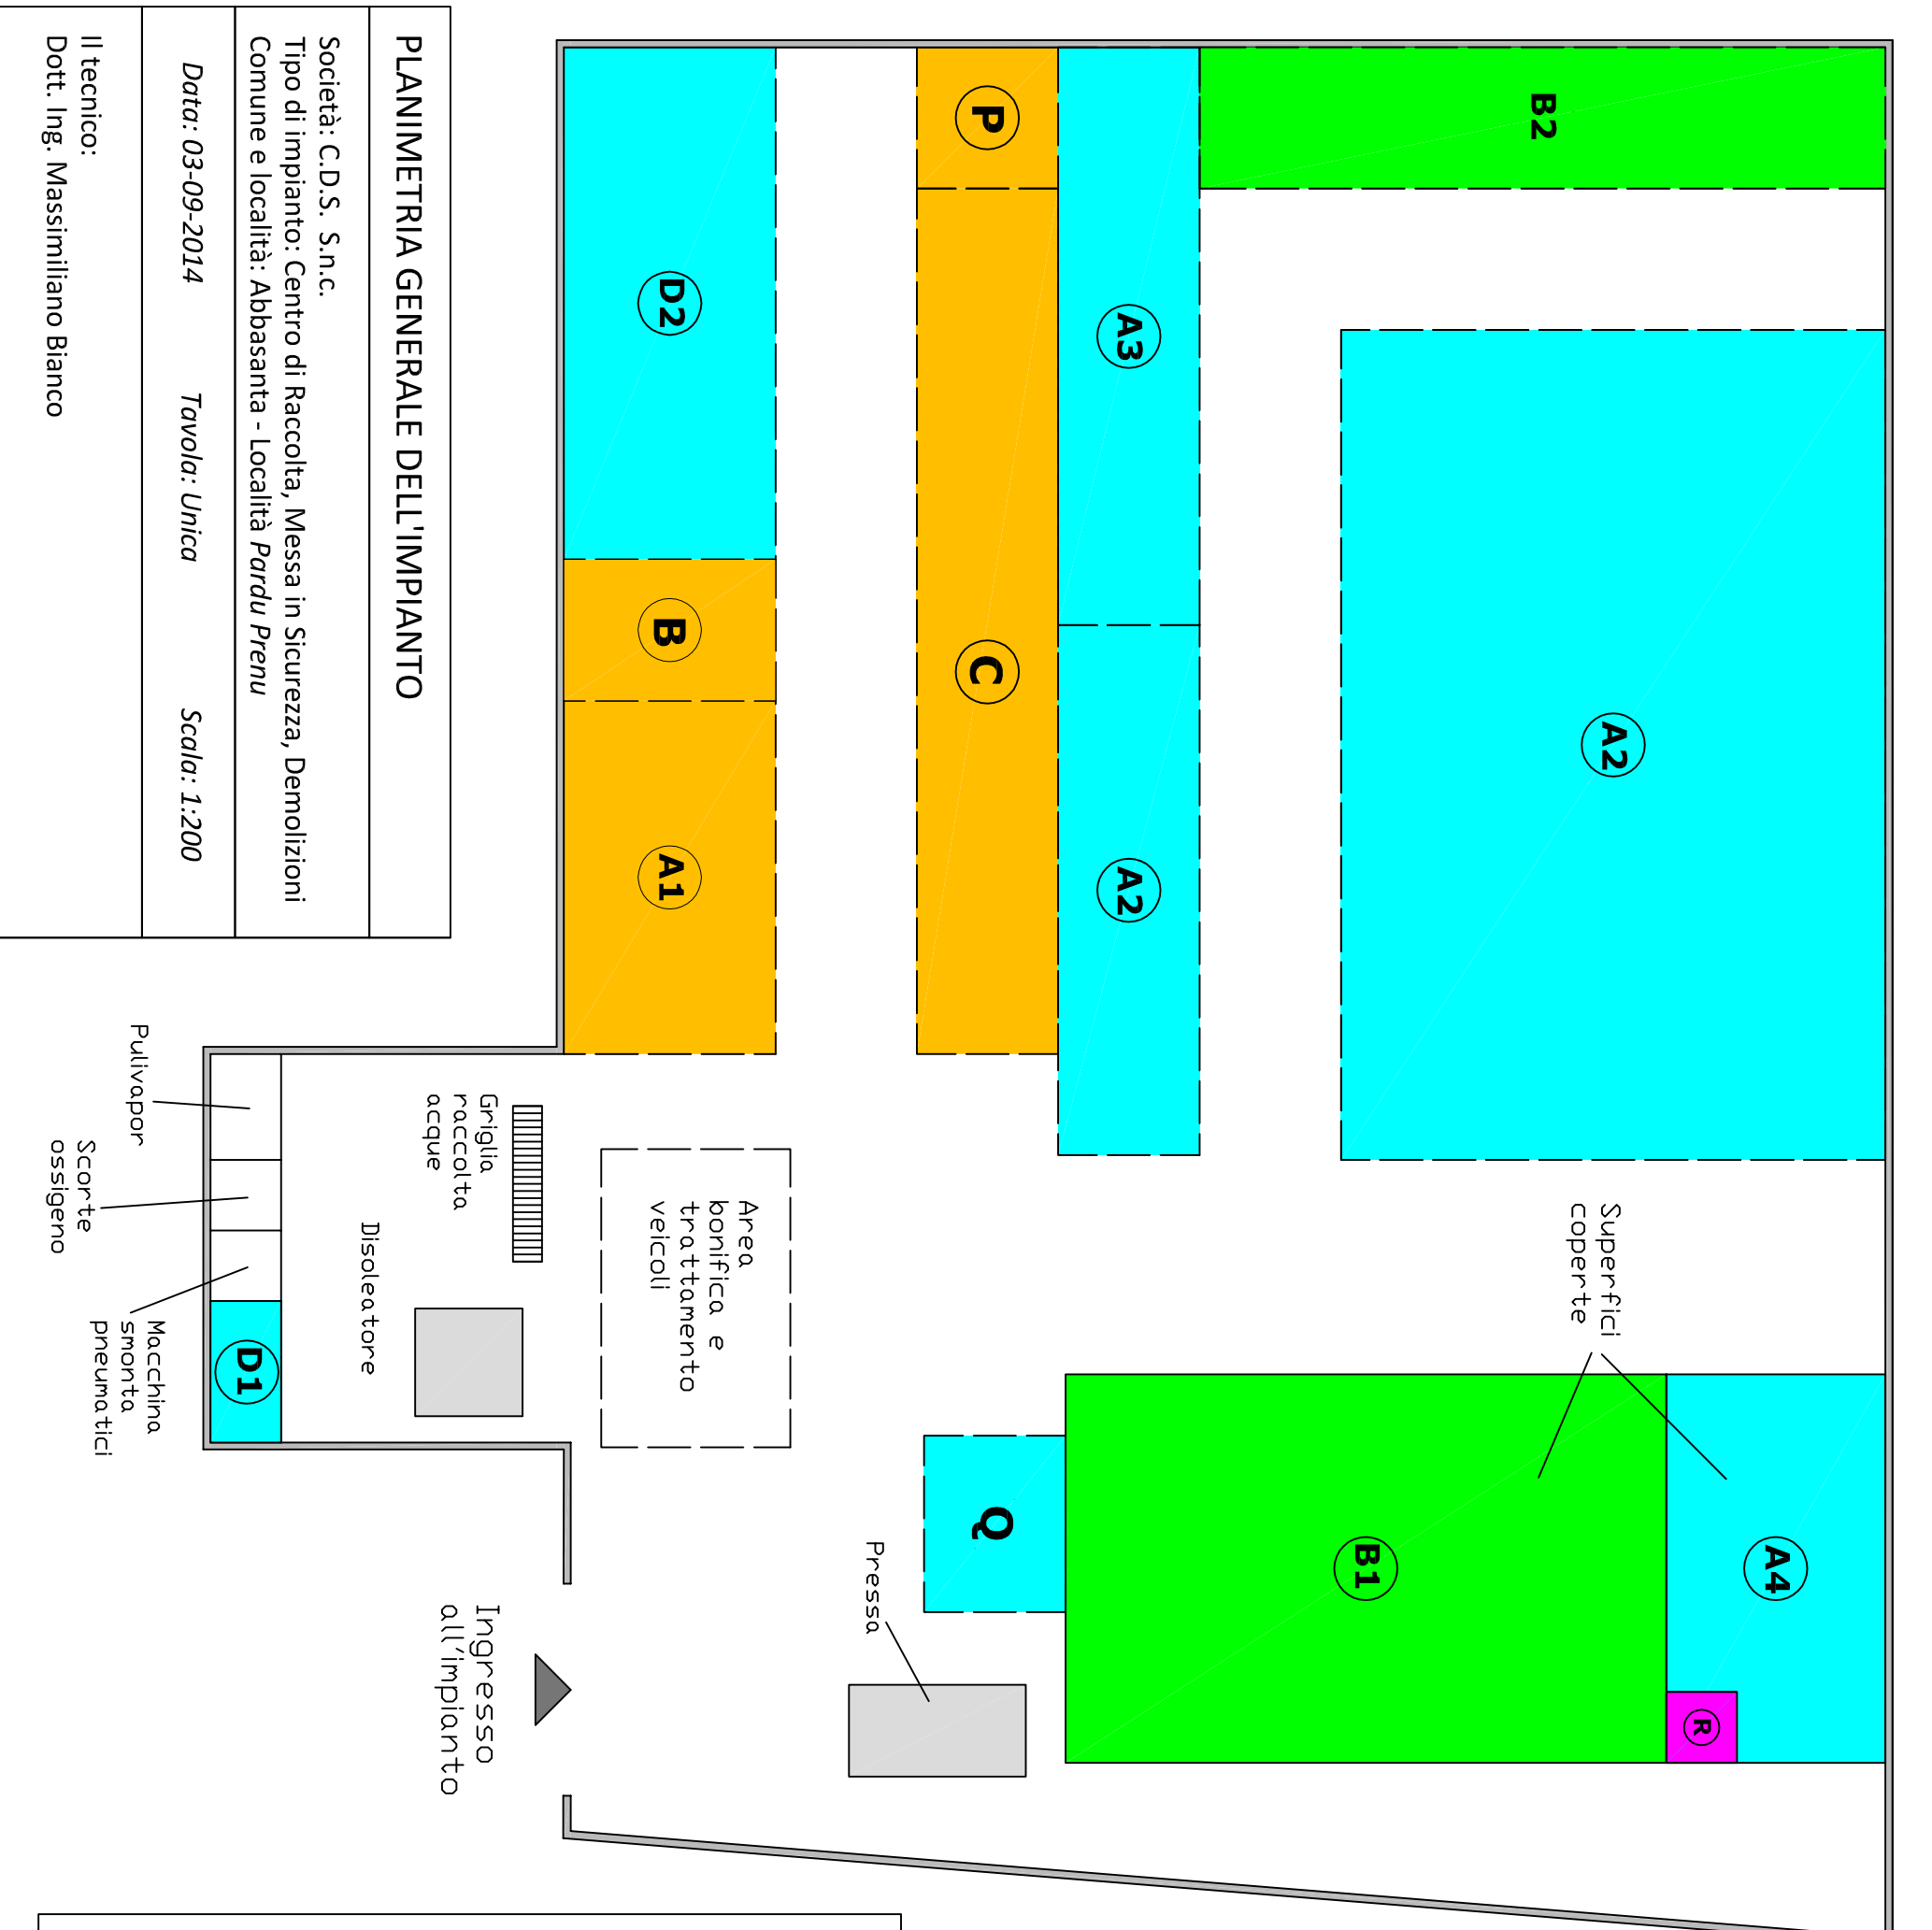 PLANIMETRIA GENERALE DELL'IMPIANTO
Società: C.D.S. S.n.c.
Tipo di impianto: Centro di Raccolta, Messa in Sicurezza, Demolizioni
Comune e località: Abbasanta - Località Pardu Prenu
Data: 03-09-2014 Tavola: Unica Scala: 1:200
Il tecnico:
Dott. Ing. Massimiliano Bianco
B2
A2
A3
A2
P
C
D2
B
A1
Superfici
coperte
A4
R
B1
Q
Pressa
Area
bonifica e
trattamento
veicoli
Griglia
raccolta
acque
Disoleatore
D1
Pulivapor
Scorte
ossigeno
Macchina
smonta
pneumatici
Ingresso
all'impianto